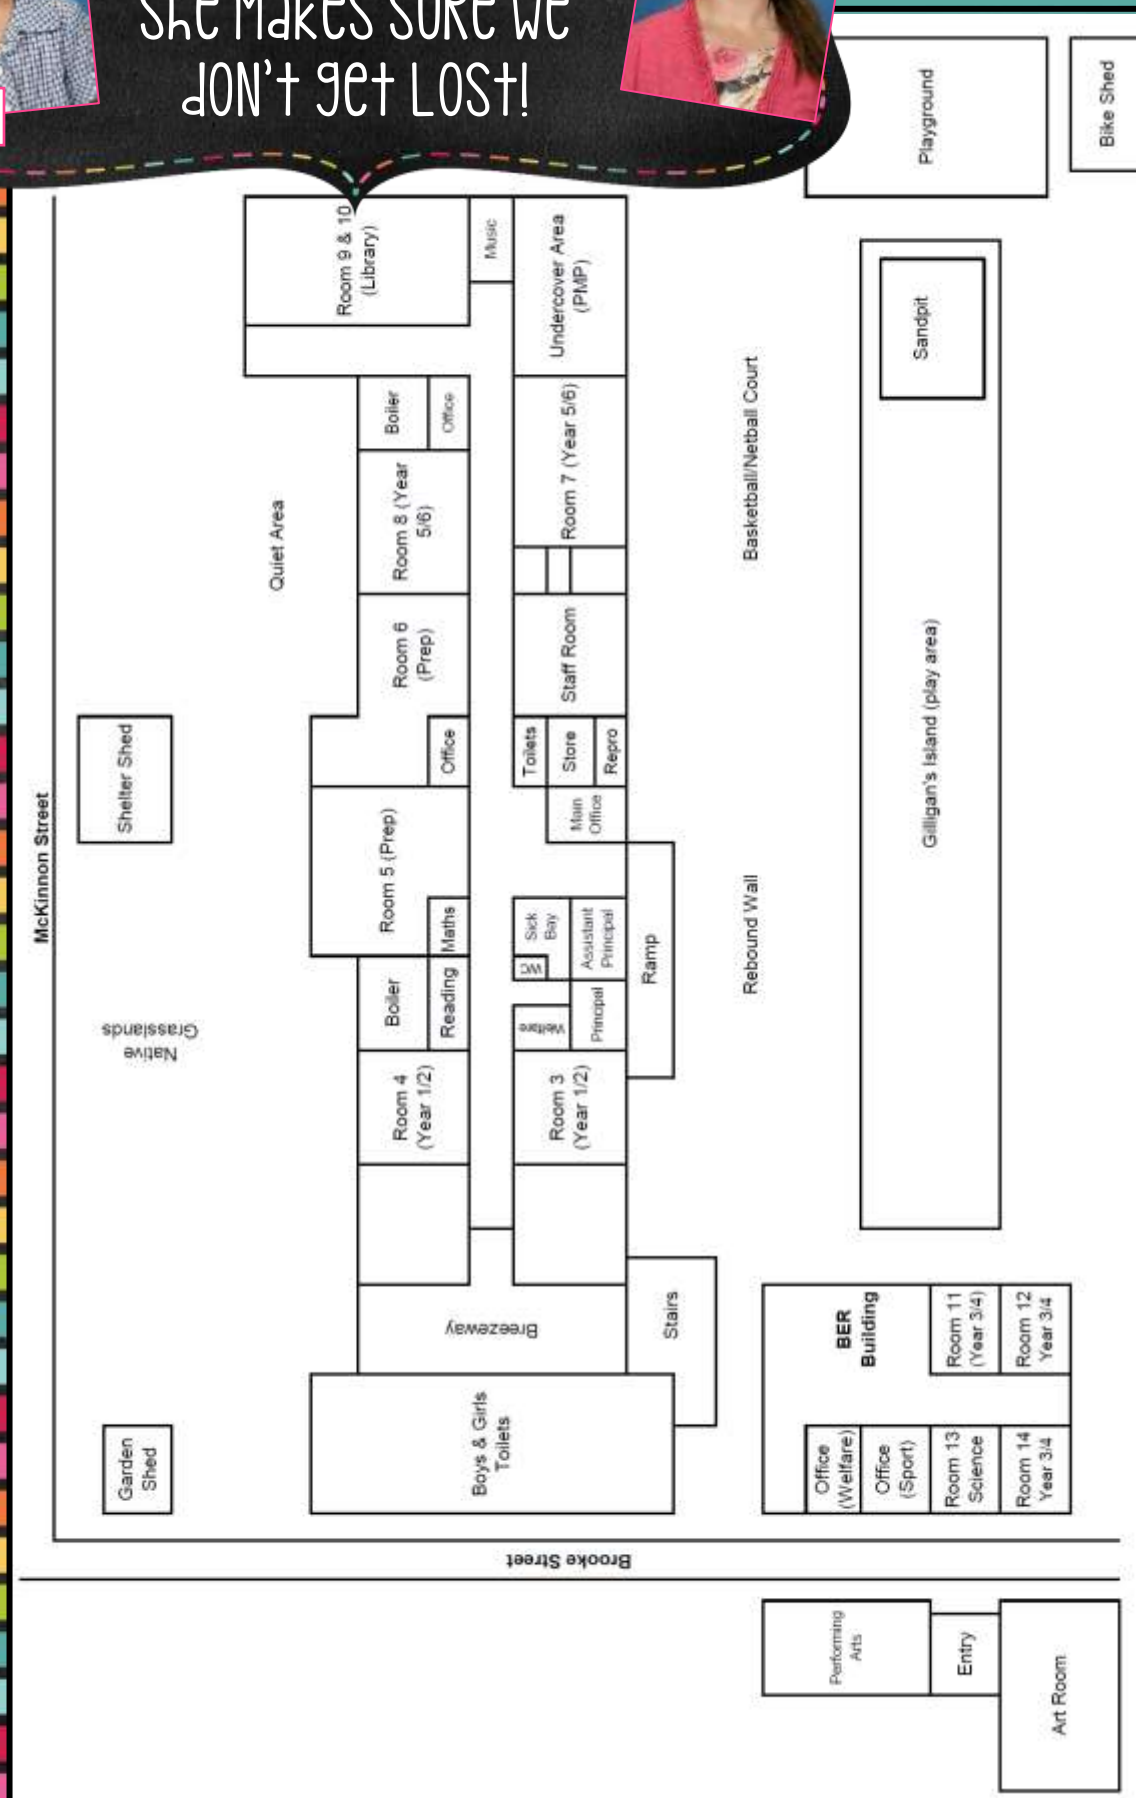 She Makes SURE We
dON't get LOSt!
McKinnon Street
Playground
Bike Shed
Room 9 & 10
(Library)
Music
Undercover Area
(PMP)
Sandpit
Boiler
Office
Room 7 (Year 5/6)
Basketball/Netball Court
Quiet Area
Room 8 (Year
5/6)
Room 6
(Prep)
Staff Room
Gilligan's Island (play area)
Shelter Shed
Office
Toilets
Store
Repro
Main
Office
Room 5 (Prep)
Maths
Sick
Bay
Assistant
Principal
Ramp
Rebound Wall
Native
Grasslands
Boiler
Reading
WC
Welfare
Principal
Room 4
(Year 1/2)
Room 3
(Year 1/2)
Breezeway
Stairs
BER
Building
Room 11
(Year 3/4)
Room 12
Year 3/4
Garden
Shed
Boys & Girls
Toilets
Office
(Welfare)
Office
(Sport)
Room 13
Science
Room 14
Year 3/4
Brooke Street
Performing
Arts
Entry
Art Room